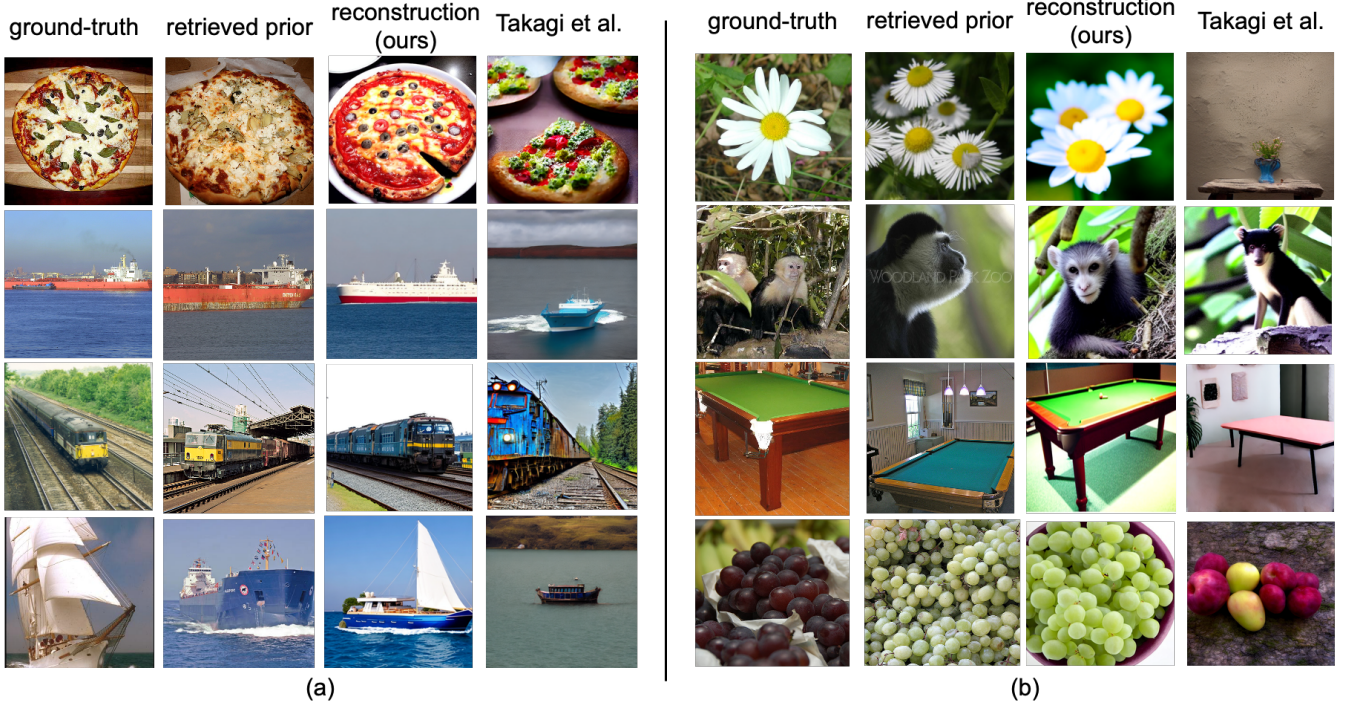 ground-truth
retrieved prior
reconstruction
(ours)
Takagi et al.
ground-truth
retrieved prior
reconstruction
(ours)
Takagi et al.
WOODLAND PARK ZOO
(a)
(b)